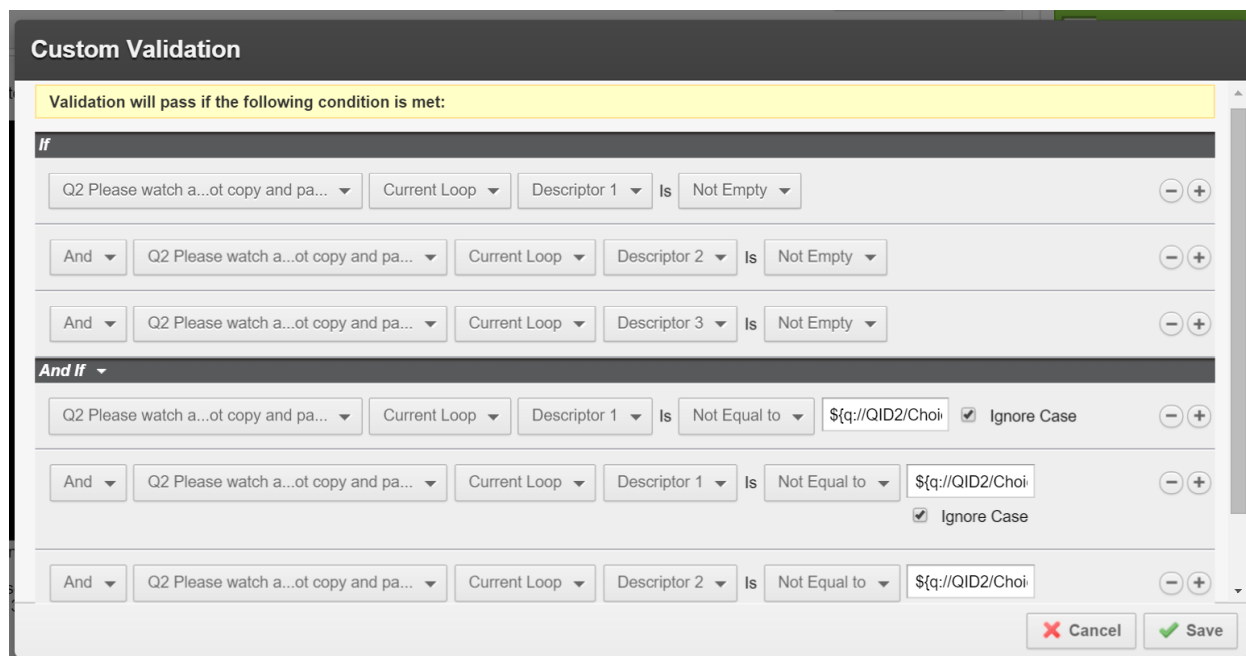 Custom Validation
Validation will pass if the following condition is met:
If
Q2 Please watch a...ot copy and pa... Current Loop Descriptor 1 Is Not Empty
And Q2 Please watch a...ot copy and pa... Current Loop Descriptor 2 Is Not Empty
And Q2 Please watch a...ot copy and pa... Current Loop Descriptor 3 Is Not Empty
And If
Q2 Please watch a...ot copy and pa... Current Loop Descriptor 1 Is Not Equal to ${q://QID2/Choi Ignore Case
And Q2 Please watch a...ot copy and pa... Current Loop Descriptor 1 Is Not Equal to ${q://QID2/Choi
Ignore Case
And Q2 Please watch a...ot copy and pa... Current Loop Descriptor 2 Is Not Equal to ${q://QID2/Choi
Cancel Save